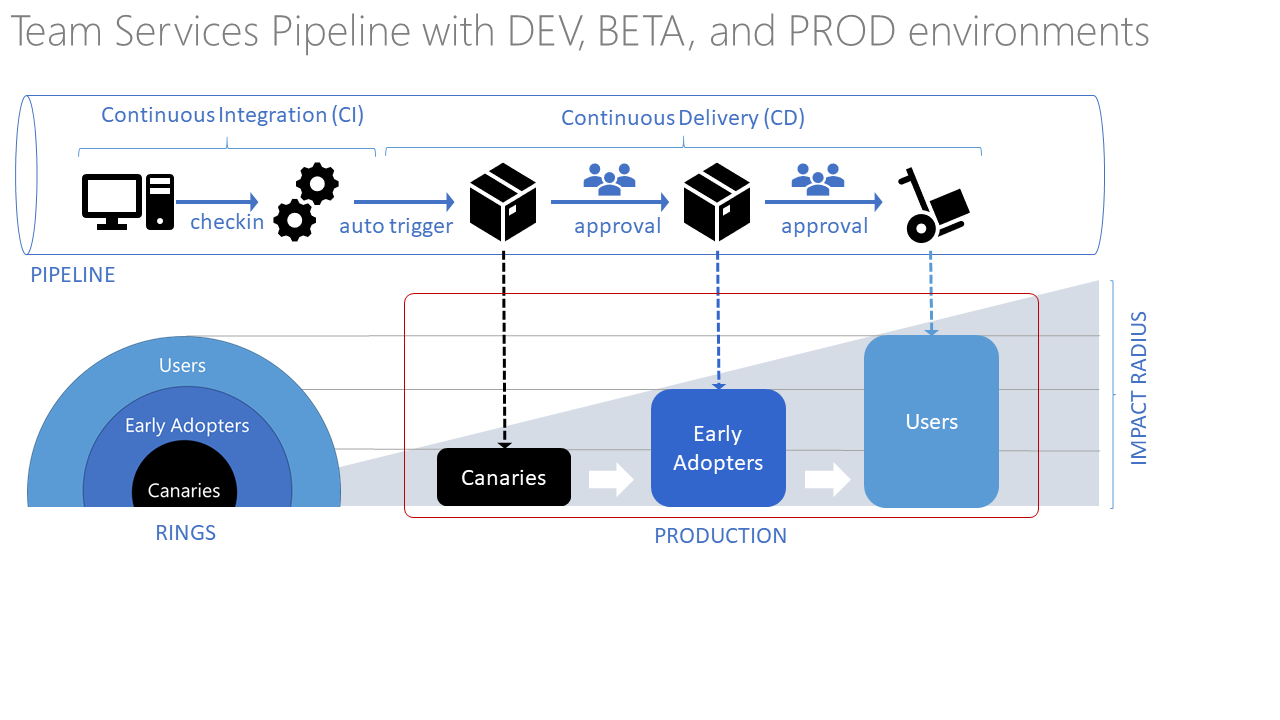 Team Services Pipeline with DEV, BETA, and PROD environments
Continuous Integration (CI)
Continuous Delivery (CD)
checkin
auto trigger
approval
approval
PIPELINE
Users
Early Adopters
Canaries
RINGS
Canaries
Early
Adopters
Users
PRODUCTION
IMPACT RADIUS